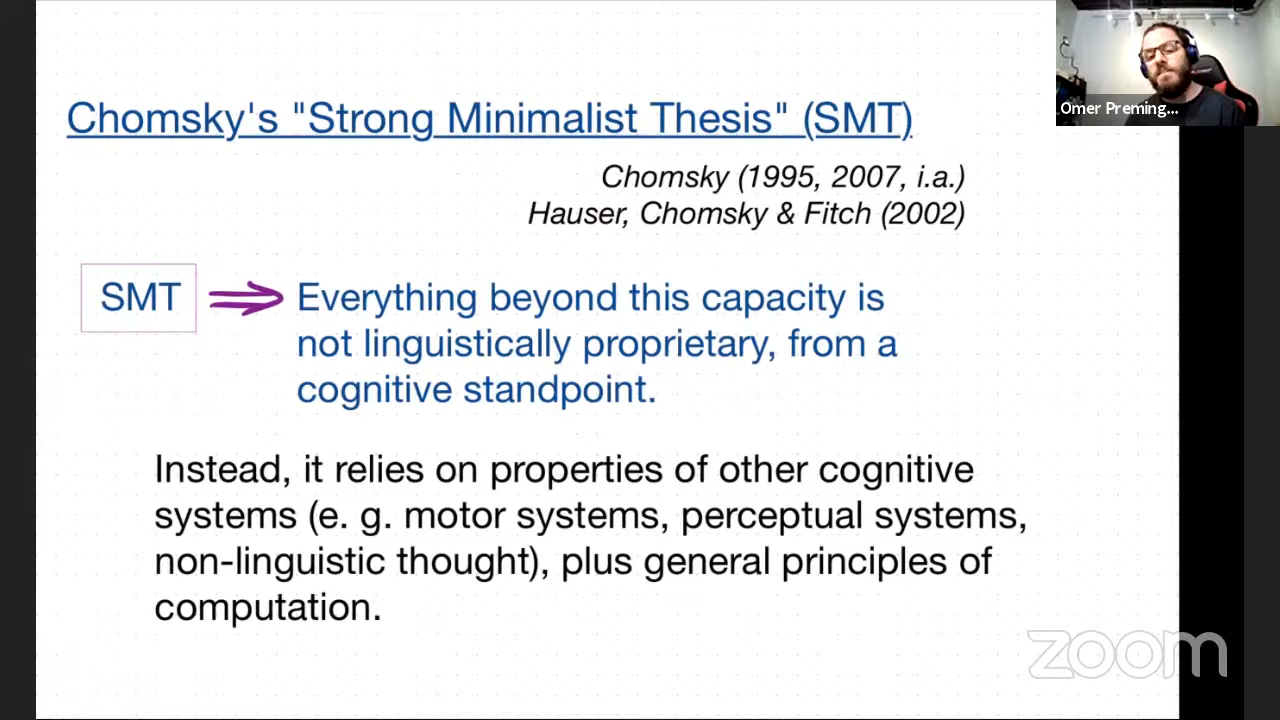 Chomsky's "Strong Minimalist Thesis" (SMT)
Omer Preming...
Chomsky (1995, 2007, i.a.)
Hauser, Chomsky & Fitch (2002)
SMT
Everything beyond this capacity is
not linguistically proprietary, from a
cognitive standpoint.
Instead, it relies on properties of other cognitive
systems (e. g. motor systems, perceptual systems,
non-linguistic thought), plus general principles of
computation.
zoom